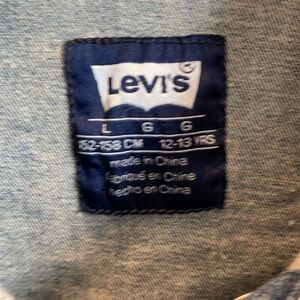 Levi's ®
L G G
152-158 CM 12-13 YRS
made in China
fabriqué en Chine
hecho en China